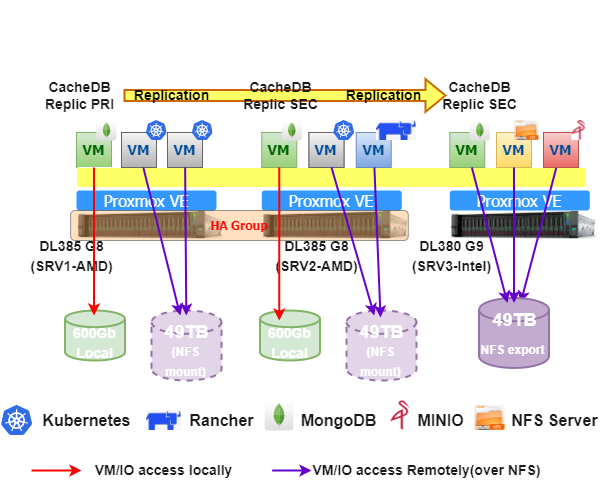 CacheDB
Replic PRI
Replication
CacheDB
Replic SEC
Replication
CacheDB
Replic SEC
VM
VM
VM
VM
VM
VM
VM
VM
VM
Proxmox VE
Proxmox VE
Proxmox VE
HA Group
DL385 G8
(SRV1-AMD)
DL385 G8
(SRV2-AMD)
DL380 G9
(SRV3-Intel)
600Gb
Local
49TB
(NFS
mount)
600Gb
Local
49TB
(NFS
mount)
49TB
NFS export
Kubernetes
Rancher
MongoDB
MINIO
NFS Server
VM/IO access locally
VM/IO access Remotely(over NFS)